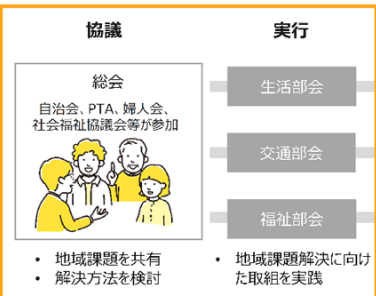 協議
総会
自治会、PTA、婦人会、
社会福祉協議会等が参加
• 地域課題を共有
• 解決方法を検討
実行
生活部会
交通部会
福祉部会
• 地域課題解決に向け
た取組を実践